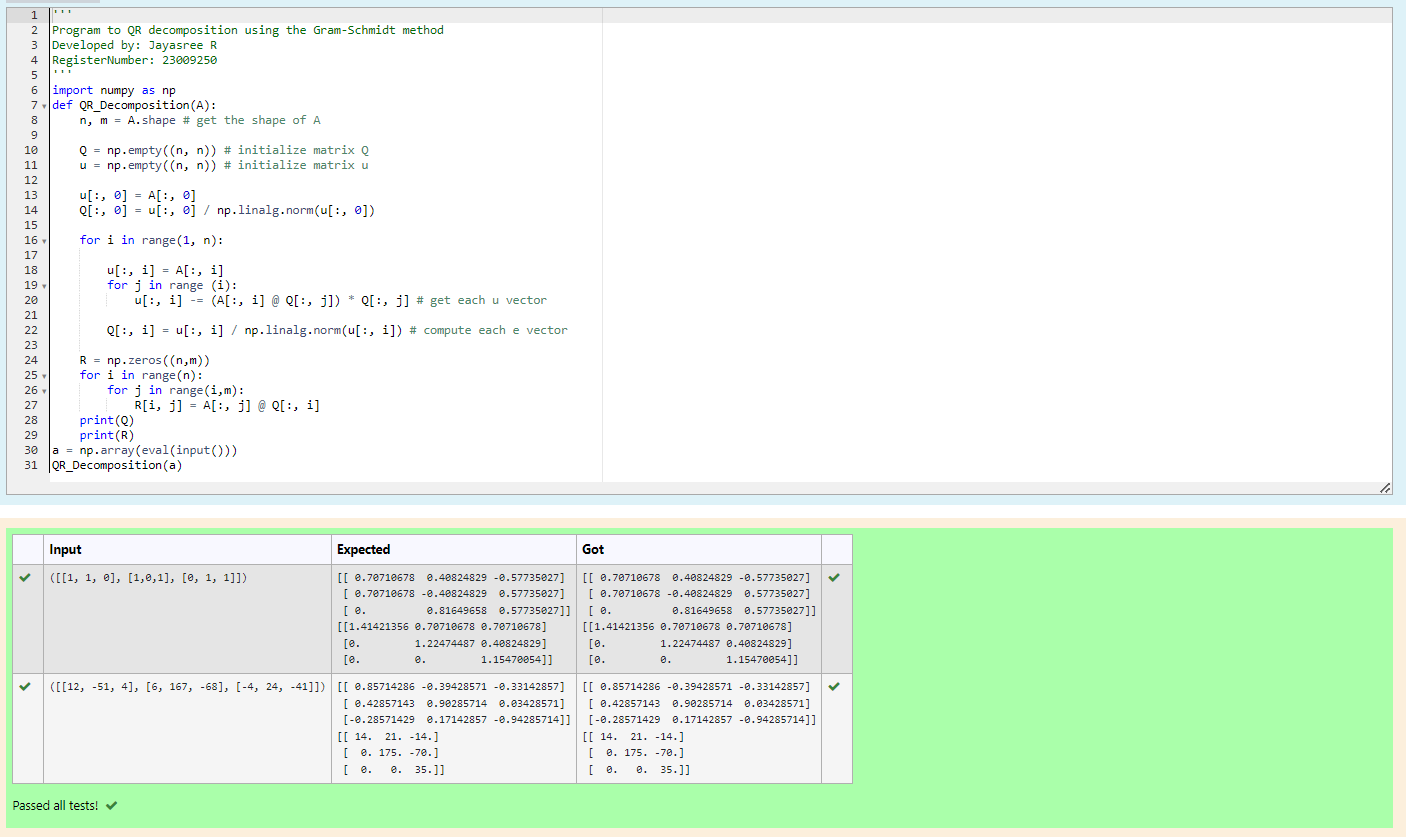 1 '''
2 Program to QR decomposition using the Gram-Schmidt method
3 Developed by: Jayasree R
4 RegisterNumber: 23009250
5 '''
6 import numpy as np
7 def QR_Decomposition(A):
8     n, m = A.shape # get the shape of A
9
10     Q = np.empty((n, n)) # initialize matrix Q
11     u = np.empty((n, n)) # initialize matrix u
12
13     u[:, 0] = A[:, 0]
14     Q[:, 0] = u[:, 0] / np.linalg.norm(u[:, 0])
15
16     for i in range(1, n):
17
18         u[:, i] = A[:, i]
19         for j in range (i):
20             u[:, i] -= (A[:, i] @ Q[:, j]) * Q[:, j] # get each u vector
21
22         Q[:, i] = u[:, i] / np.linalg.norm(u[:, i]) # compute each e vector
23
24     R = np.zeros((n,m))
25     for i in range(n):
26         for j in range(i,m):
27             R[i, j] = A[:, j] @ Q[:, i]
28     print(Q)
29     print(R)
30 a = np.array(eval(input()))
31 QR_Decomposition(a)
Input Expected Got
([[1, 1, 0], [1,0,1], [0, 1, 1]]) [[ 0.70710678  0.40824829 -0.57735027] [[ 0.70710678  0.40824829 -0.57735027]
[ 0.70710678 -0.40824829  0.57735027] [ 0.70710678 -0.40824829  0.57735027]
[ 0.          0.81649658  0.57735027]] [ 0.          0.81649658  0.57735027]]
[[1.41421356 0.70710678 0.70710678] [[1.41421356 0.70710678 0.70710678]
[0.         1.22474487 0.40824829] [0.         1.22474487 0.40824829]
[0.         0.         1.15470054]] [0.         0.         1.15470054]]
([[12, -51, 4], [6, 167, -68], [-4, 24, -41]]) [[ 0.85714286 -0.39428571 -0.33142857] [[ 0.85714286 -0.39428571 -0.33142857]
[ 0.42857143  0.90285714  0.03428571] [ 0.42857143  0.90285714  0.03428571]
[-0.28571429  0.17142857 -0.94285714]] [-0.28571429  0.17142857 -0.94285714]]
[[ 14.  21. -14.] [[ 14.  21. -14.]
[  0. 175. -70.] [  0. 175. -70.]
[  0.   0.  35.]] [  0.   0.  35.]]
Passed all tests!